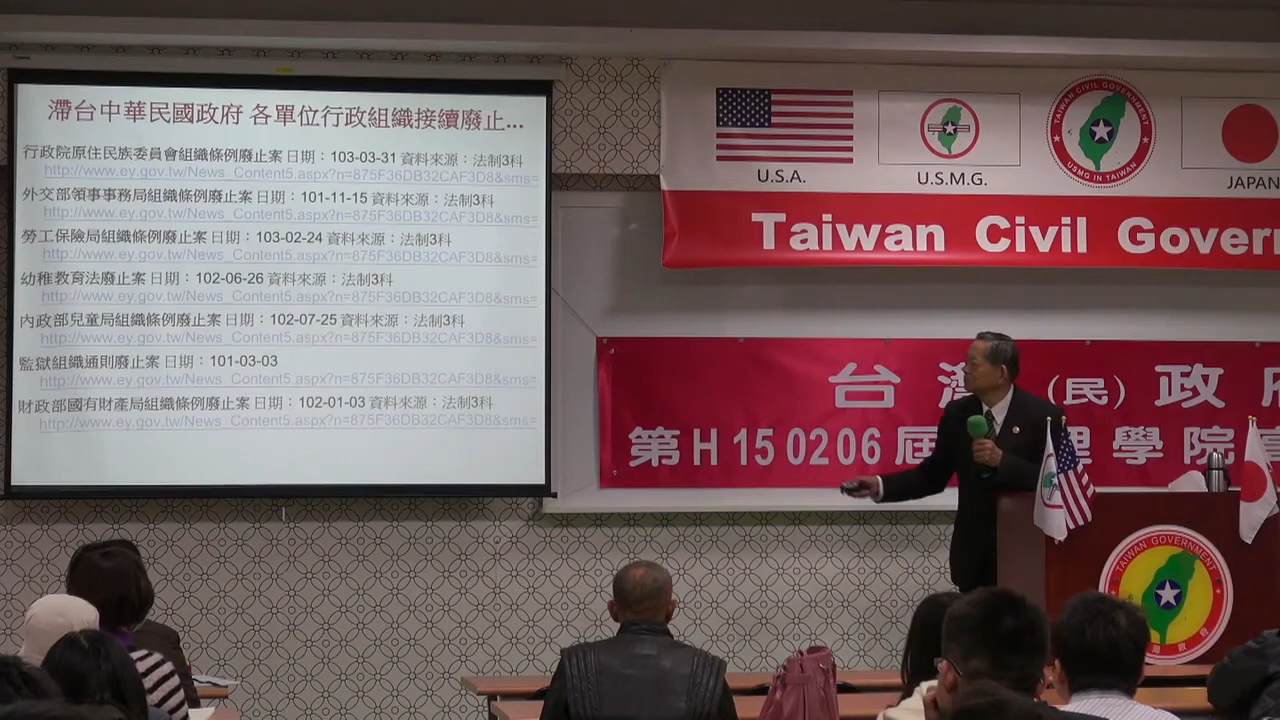 滯台中華民國政府 各單位行政組織接續廢止...
行政院原住民族委員會組織條例廢止案 日期：103-03-31 資料來源：法制3科
http://www.ey.gov.tw/News_Content5.aspx?n=875F36DB32CAF3D8&sms=
外交部領事事務局組織條例廢止案 日期：101-11-15 資料來源：法制3科
http://www.ey.gov.tw/News_Content5.aspx?n=875F36DB32CAF3D8&sms=
勞工保險局組織條例廢止案 日期：103-02-24 資料來源：法制3科
http://www.ey.gov.tw/News_Content5.aspx?n=875F36DB32CAF3D8&sms=
幼稚教育法廢止案 日期：102-06-26 資料來源：法制3科
http://www.ey.gov.tw/News_Content5.aspx?n=875F36DB32CAF3D8&sms=
內政部兒童局組織條例廢止案 日期：102-07-25 資料來源：法制3科
http://www.ey.gov.tw/News_Content5.aspx?n=875F36DB32CAF3D8&sms=
監獄組織通則廢止案 日期：101-03-03
http://www.ey.gov.tw/News_Content5.aspx?n=875F36DB32CAF3D8&sms=
財政部國有財產局組織條例廢止案 日期：102-01-03 資料來源：法制3科
http://www.ey.gov.tw/News_Content5.aspx?n=875F36DB32CAF3D8&sms=
U.S.A.
U.S.M.G.
TAIWAN CIVIL GOVERNMENT
USMG IN TAIWAN
JAPAN
Taiwan Civil Govern
台 (民) 政府
第H150206屆 理學院
TAIWAN GOVERNMENT
灣政府